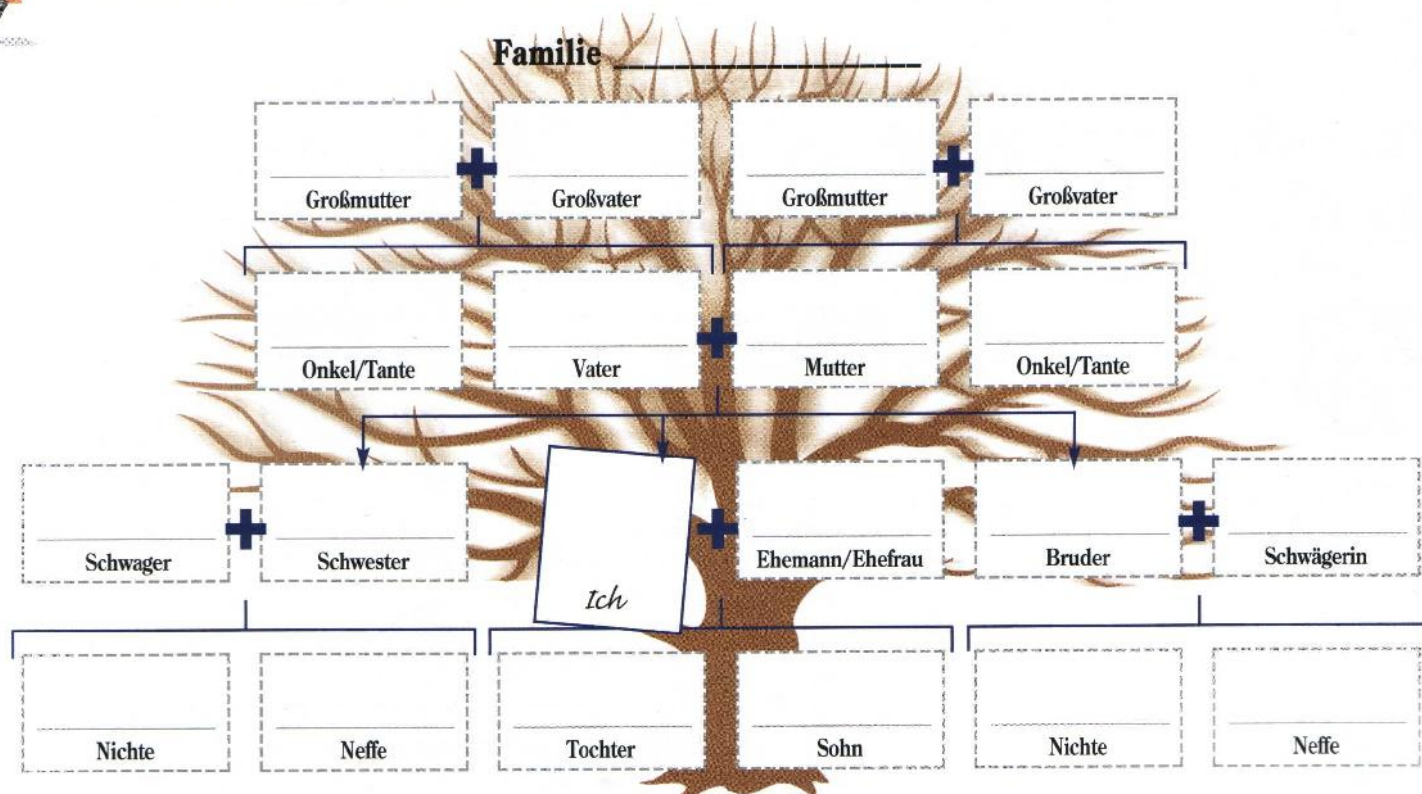 Familie ____________________
Großmutter Großvater Großmutter Großvater
Onkel/Tante Vater Mutter Onkel/Tante
Schwager Schwester Ich Ehemann/Ehefrau Bruder Schwägerin
Nichte Neffe Tochter Sohn Nichte Neffe